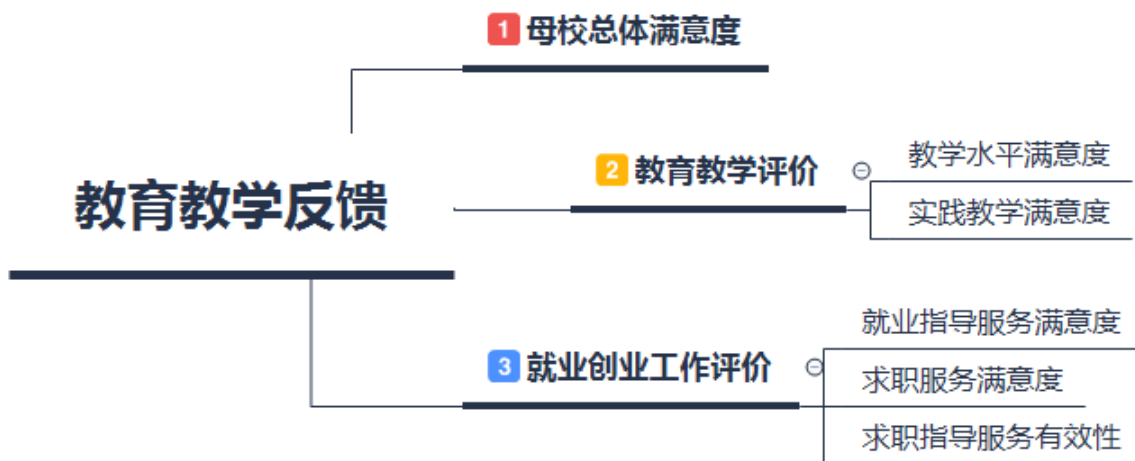 1 母校总体满意度
教育教学反馈
2 教育教学评价
教学水平满意度
实践教学满意度
3 就业创业工作评价
就业指导服务满意度
求职服务满意度
求职指导服务有效性